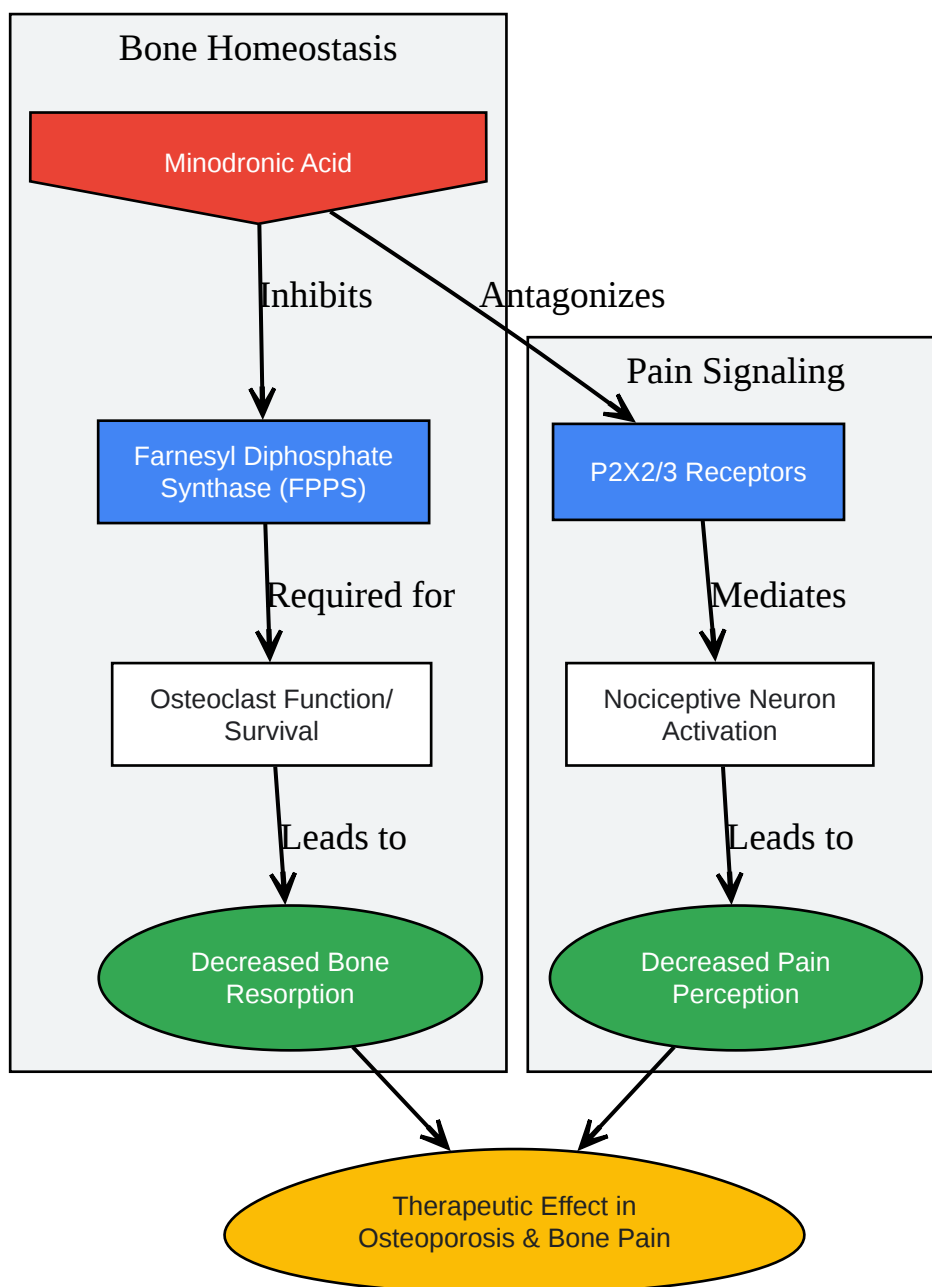 Bone Homeostasis
Minodronic Acid
Inhibits
Antagonizes
Pain Signaling
Farnesyl Diphosphate
Synthase (FPPS)
P2X2/3 Receptors
Required for
Mediates
Osteoclast Function/
Survival
Nociceptive Neuron
Activation
Leads to
Leads to
Decreased Bone
Resorption
Decreased Pain
Perception
Therapeutic Effect in
Osteoporosis & Bone Pain